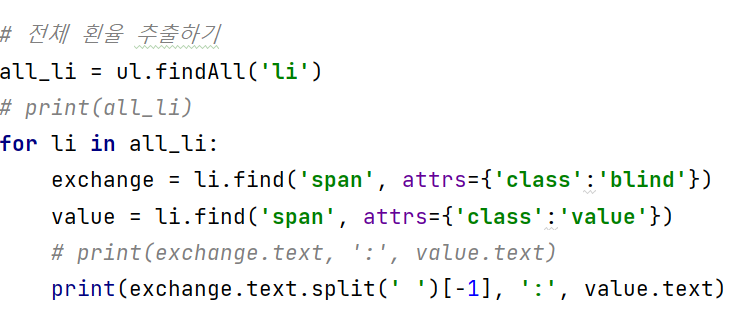 # 전체 횐율 추출하기
all_li = ul.findAll('li')
# print(all_li)
for li in all_li:
    exchange = li.find('span', attrs={'class':'blind'})
    value = li.find('span', attrs={'class':'value'})
    # print(exchange.text, ':', value.text)
    print(exchange.text.split(' ')[-1], ':', value.text)